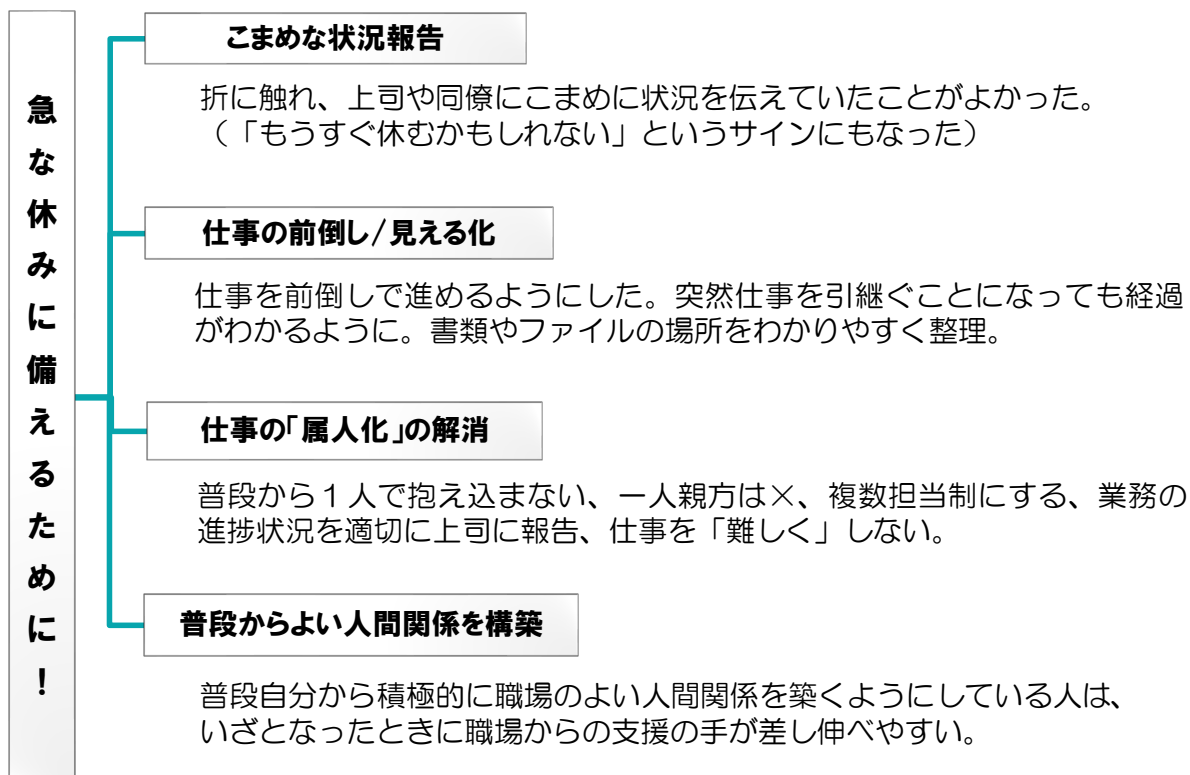 急な休みに備えるために！
こまめな状況報告
折に触れ、上司や同僚にこまめに状況を伝えていたことがよかった。
（「もうすぐ休むかもしれない」というサインにもなった）
仕事の前倒し/見える化
仕事を前倒しで進めるようにした。突然仕事を引継ぐことになっても経過
がわかるように。書類やファイルの場所をわかりやすく整理。
仕事の「属人化」の解消
普段から１人で抱え込まない、一人親方は×、複数担当制にする、業務の
進捗状況を適切に上司に報告、仕事を「難しく」しない。
普段からよい人間関係を構築
普段自分から積極的に職場のよい人間関係を築くようにしている人は、
いざとなったときに職場からの支援の手が差し伸べやすい。